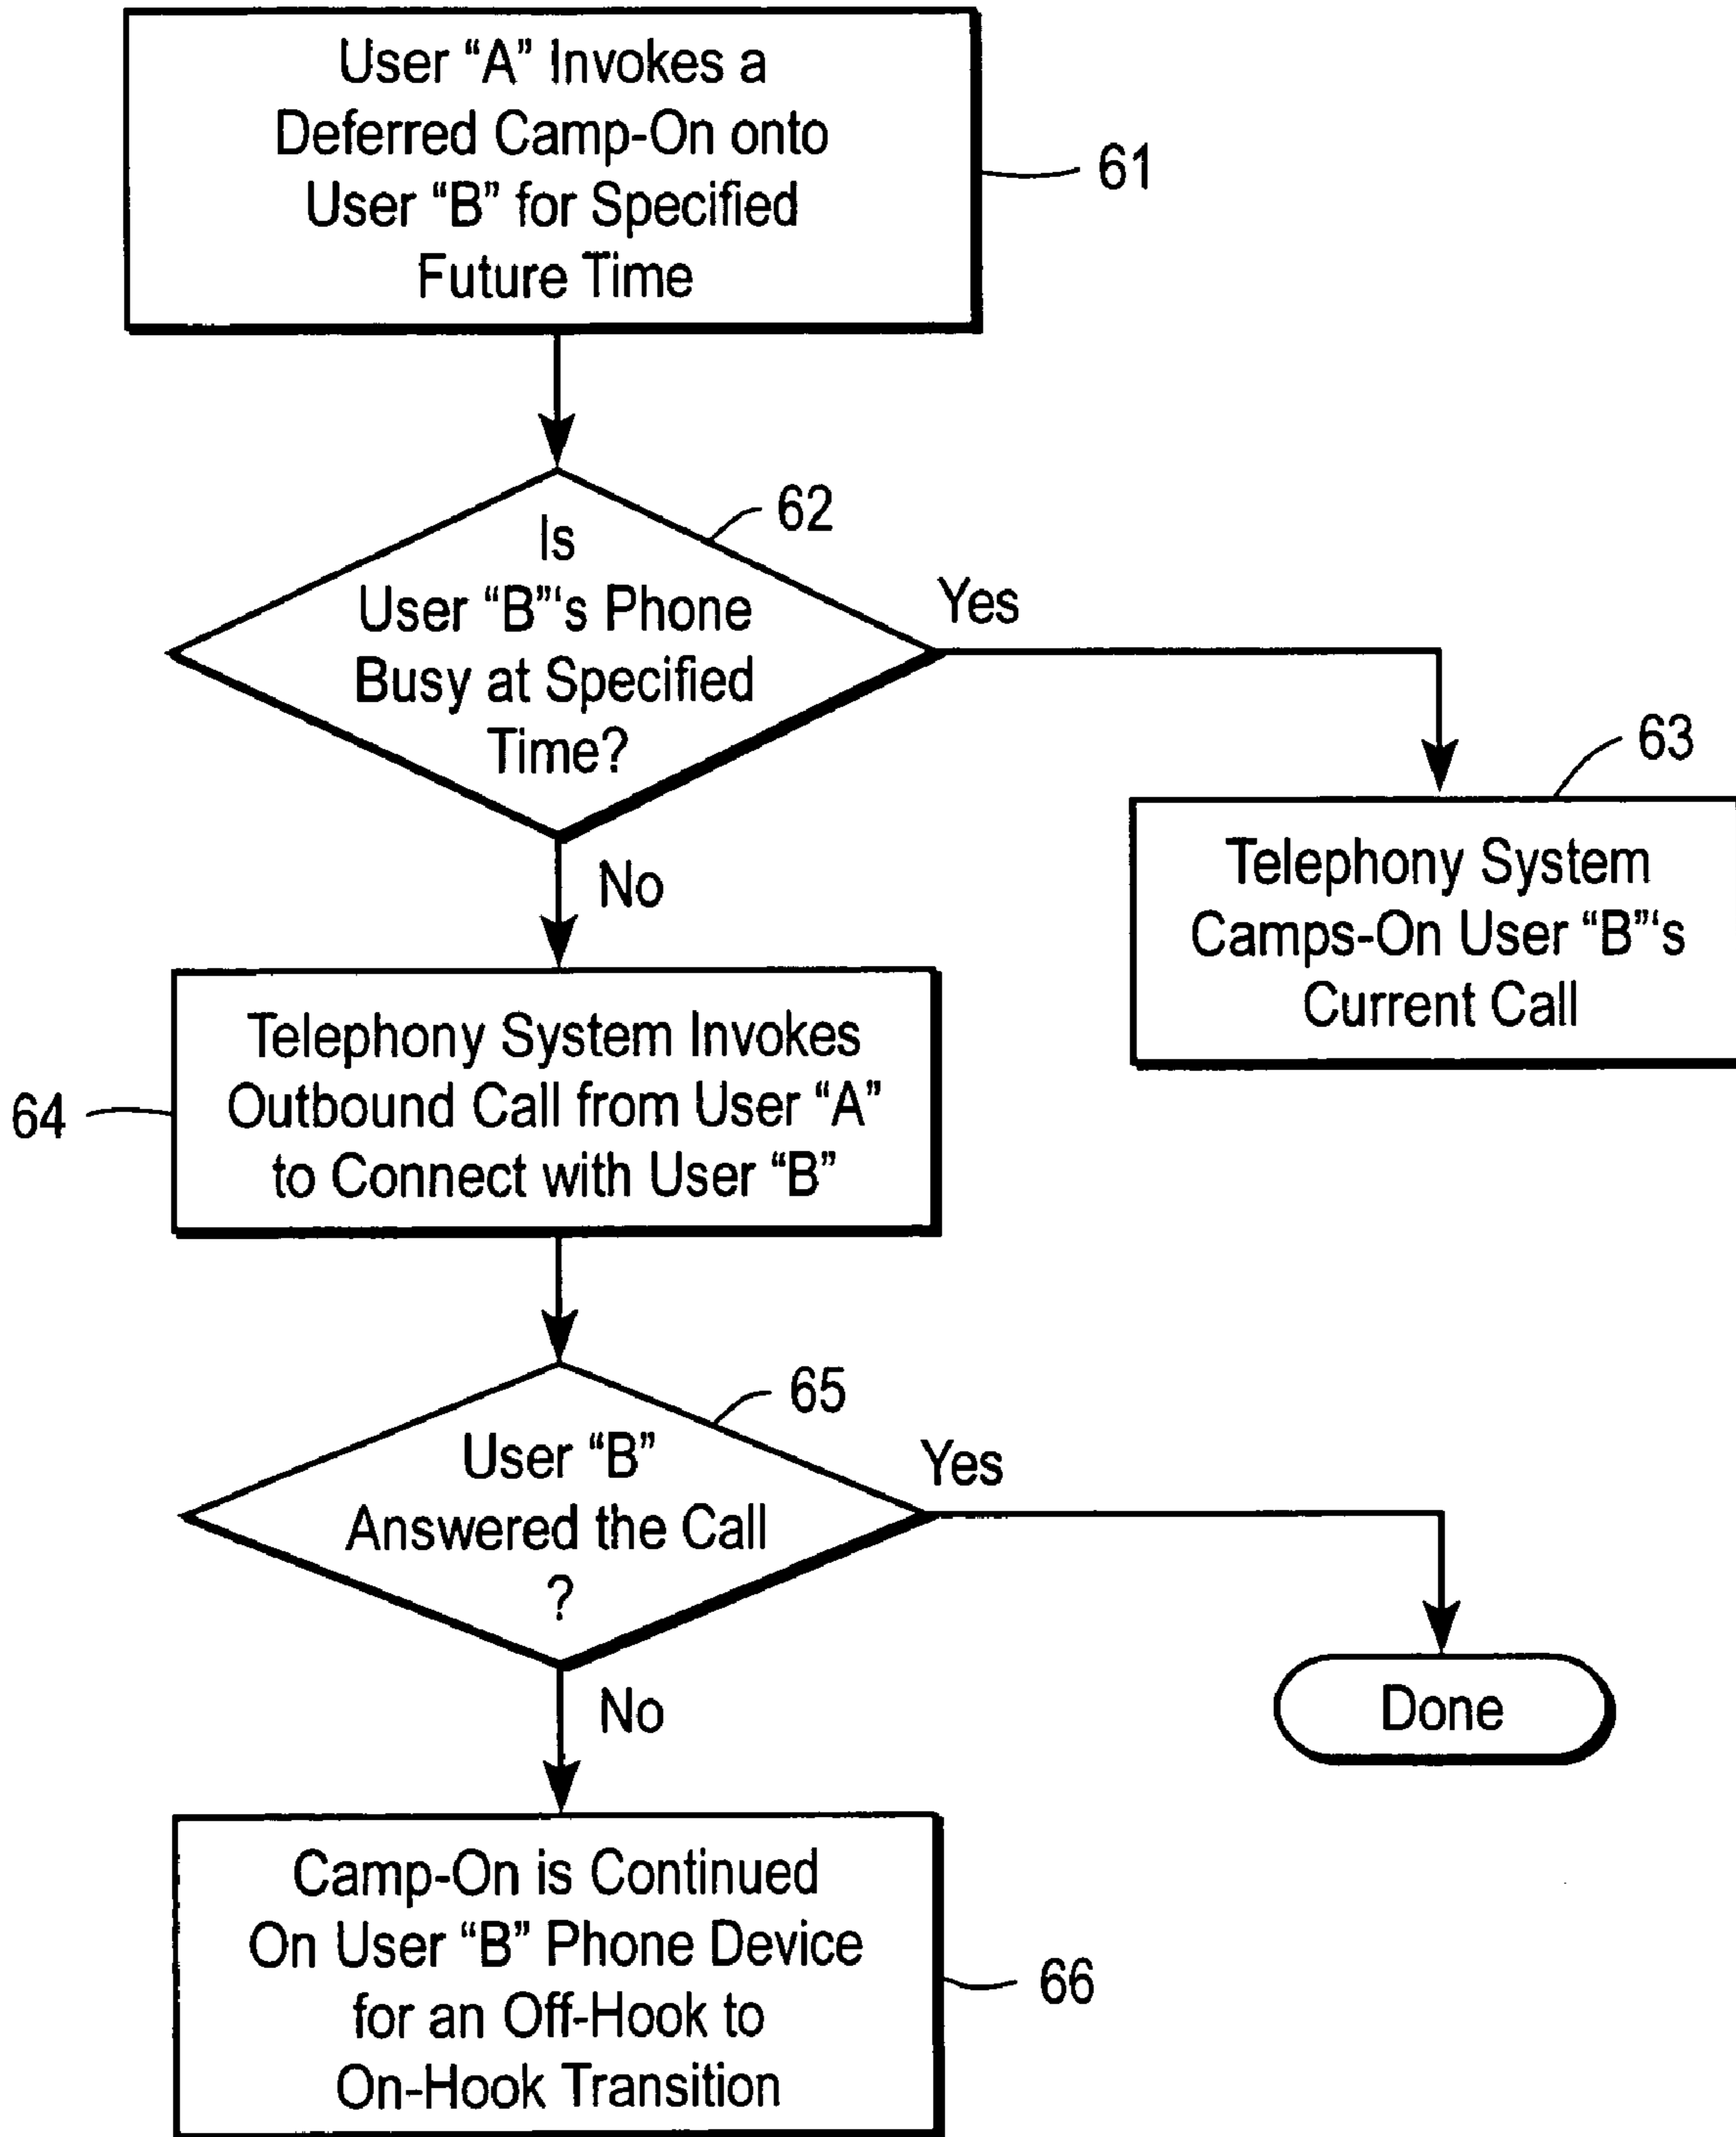 User “A” Invokes a
Deferred Camp-On onto
User “B” for Specified
Future Time
61
62
Is
User “B”‘s Phone
Busy at Specified
Time?
Yes
63
Telephony System
Camps-On User “B”‘s
Current Call
No
Telephony System Invokes
Outbound Call from User “A”
to Connect with User “B”
64
65
User “B”
Answered the Call
?
Yes
Done
No
Camp-On is Continued
On User “B” Phone Device
for an Off-Hook to
On-Hook Transition
66